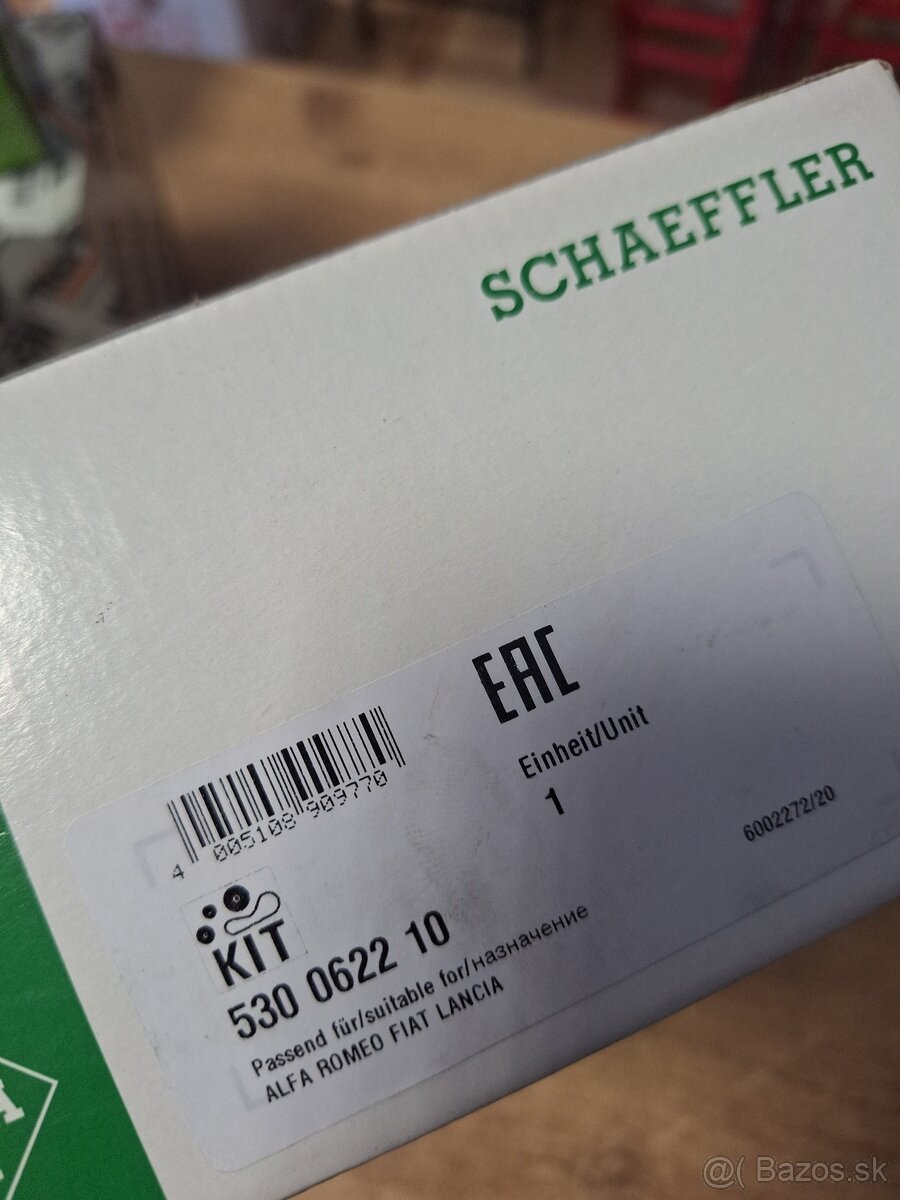 SCHAEFFLER
EAC
Einheit/Unit
1
6002272/20
4 005108 909770
KIT
530 0622 10
Passend für/suitable for/назначение
ALFA ROMEO FIAT LANCIA
@( Bazos.sk